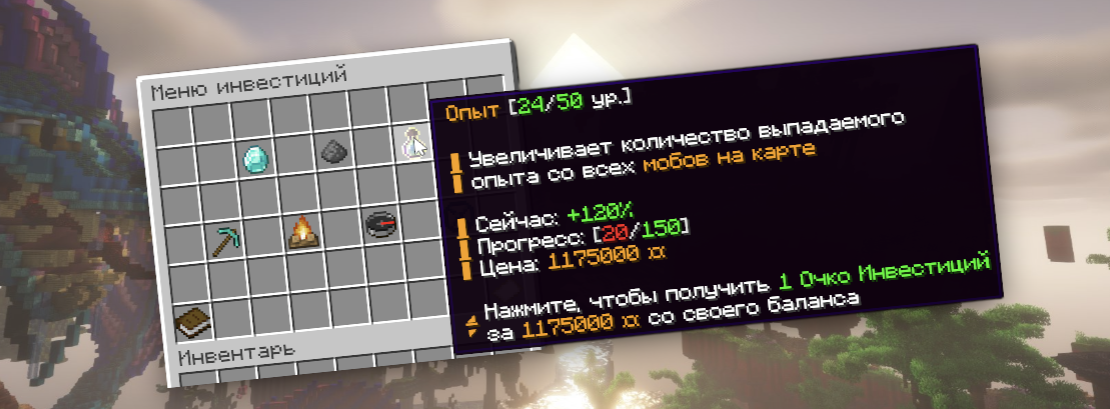 Меню инвестиций
Опыт [24/50 ур.]
Увеличивает количество выпадаемого
опыта со всех мобов на карте
Сейчас: +120%
Прогресс: [20/150]
Цена: 1175000 ¤
Нажмите, чтобы получить 1 Очко Инвестиций
за 1175000 ¤ со своего баланса
Инвентарь